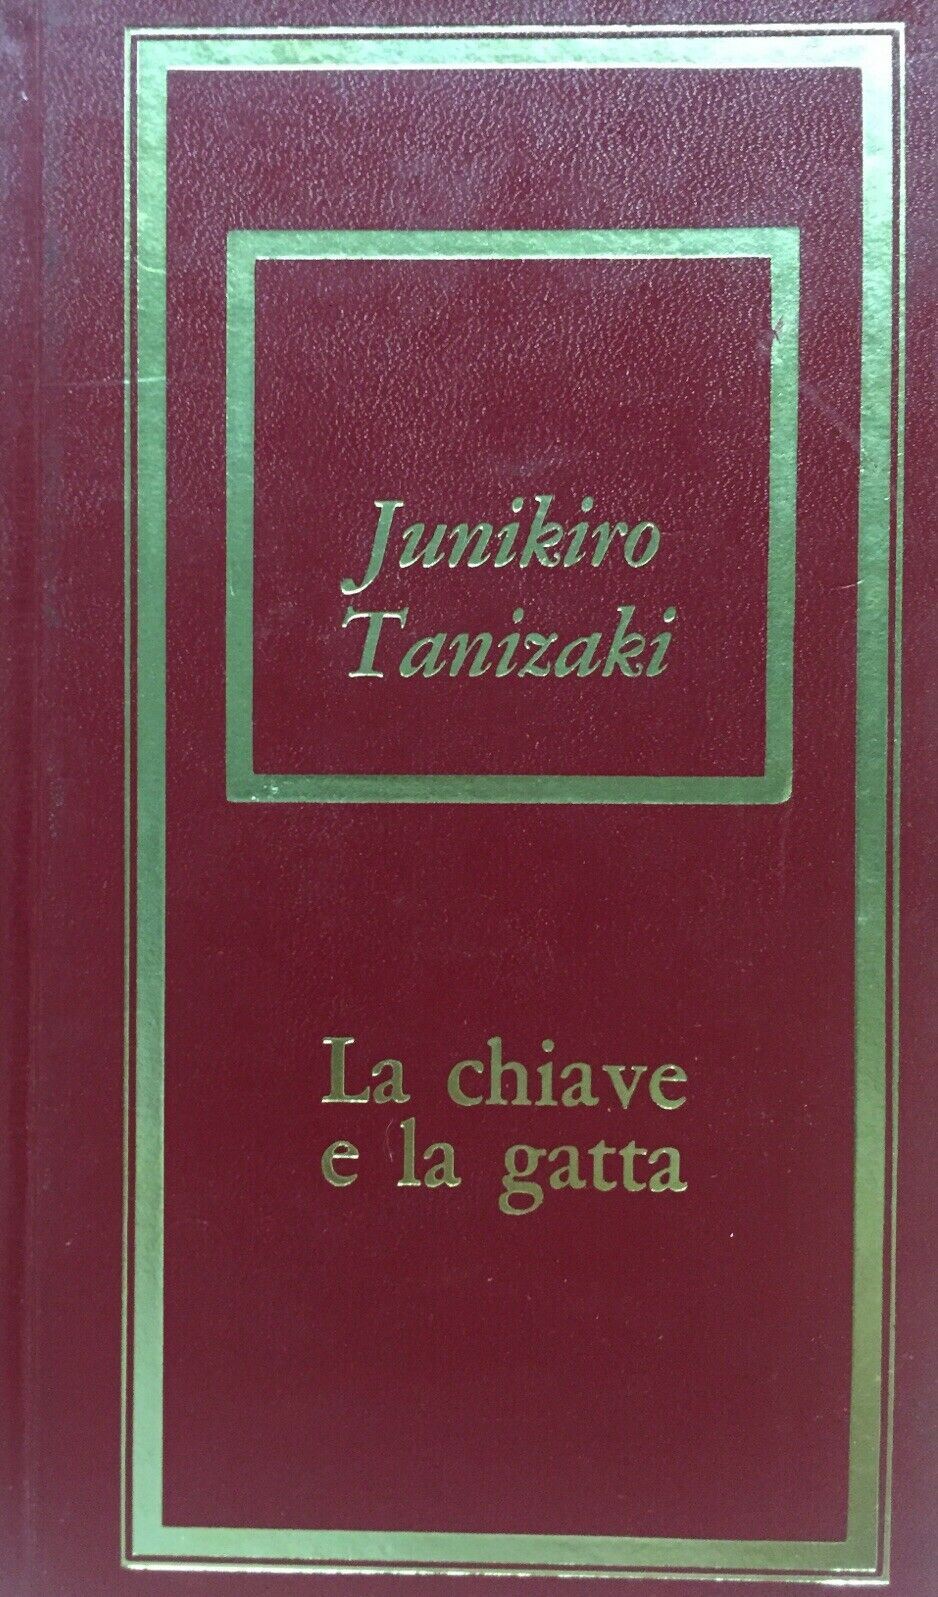 Junikiro
Tanizaki
La chiave
e la gatta